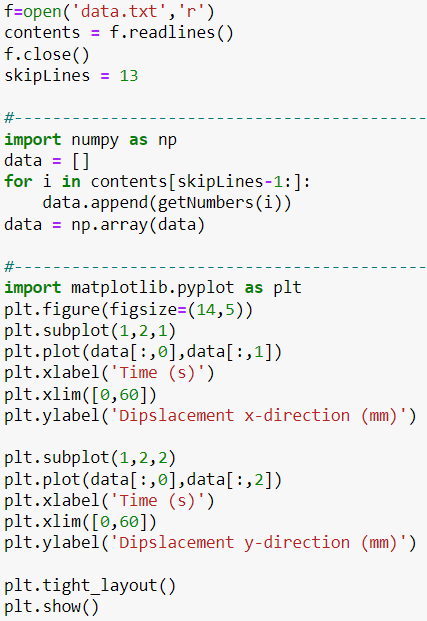 f=open('data.txt','r')
contents = f.readlines()
f.close()
skipLines = 13
#-----------------------------------------
import numpy as np
data = []
for i in contents[skipLines-1:]:
    data.append(getNumbers(i))
data = np.array(data)
#-----------------------------------------
import matplotlib.pyplot as plt
plt.figure(figsize=(14,5))
plt.subplot(1,2,1)
plt.plot(data[:,0],data[:,1])
plt.xlabel('Time (s)')
plt.xlim([0,60])
plt.ylabel('Dipslacement x-direction (mm)')
plt.subplot(1,2,2)
plt.plot(data[:,0],data[:,2])
plt.xlabel('Time (s)')
plt.xlim([0,60])
plt.ylabel('Dipslacement y-direction (mm)')
plt.tight_layout()
plt.show()